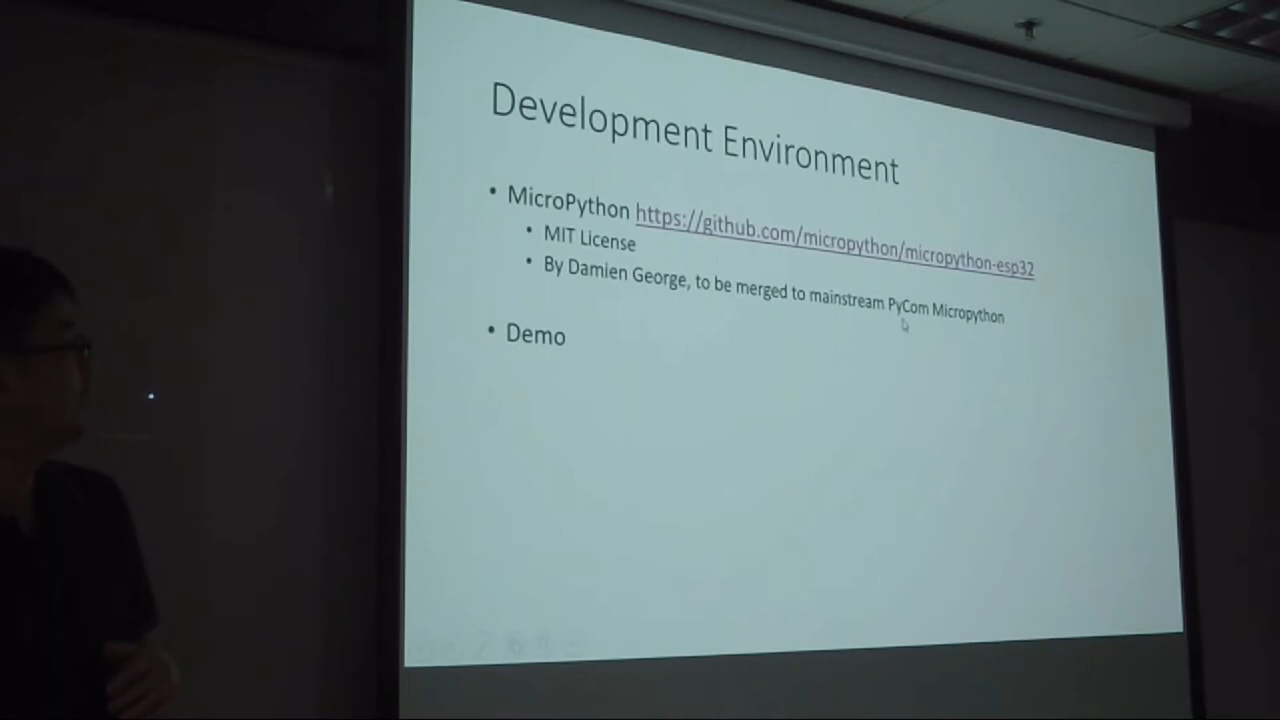 Development Environment
• MicroPython https://github.com/micropython/micropython-esp32
• MIT License
• By Damien George, to be merged to mainstream PyCom Micropython
• Demo